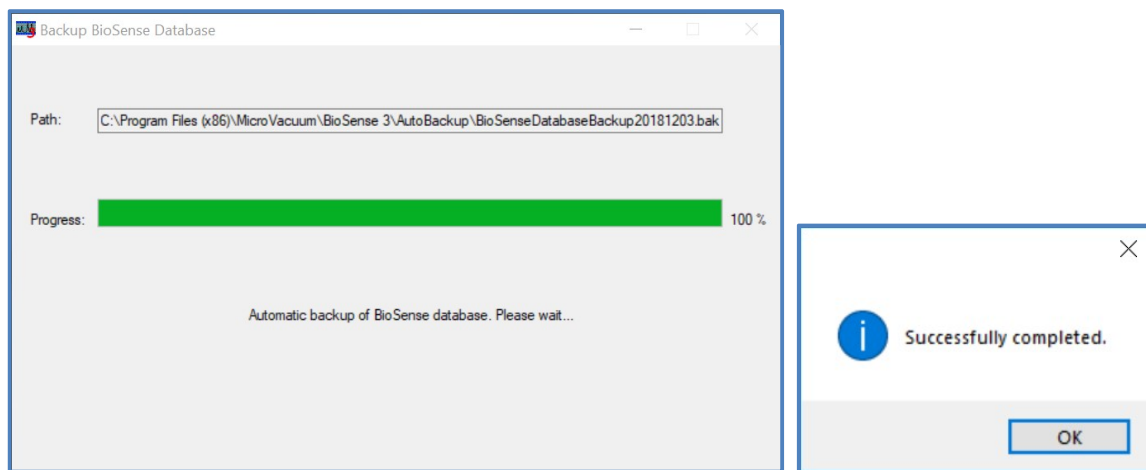 Backup BioSense Database
Path: C:\Program Files (x86)\MicroVacuum\BioSense 3\AutoBackup\BioSenseDatabaseBackup20181203.bak
Progress: 100 %
Automatic backup of BioSense database. Please wait...
Successfully completed.
OK